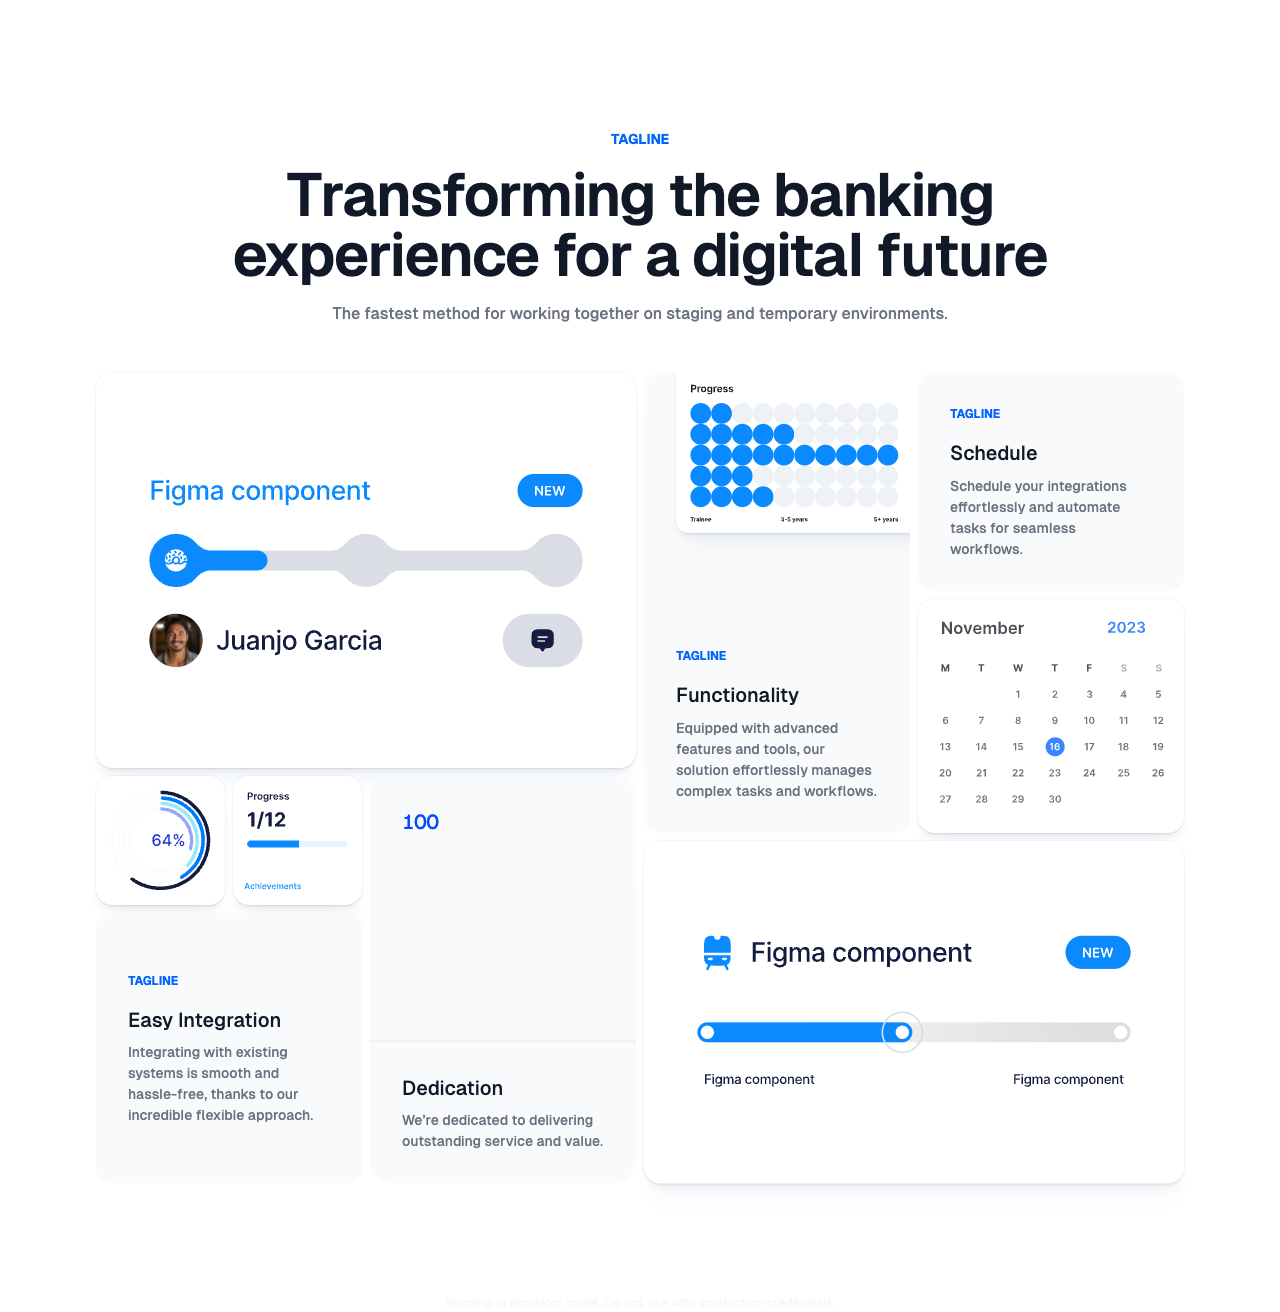 TAGLINE
Transforming the banking
experience for a digital future
The fastest method for working together on staging and temporary environments.
Figma component
NEW
Juanjo Garcia
Progress
Trainee 3-5 years 5+ years
TAGLINE
Functionality
Equipped with advanced
features and tools, our
solution effortlessly manages
complex tasks and workflows.
TAGLINE
Schedule
Schedule your integrations
effortlessly and automate
tasks for seamless
workflows.
November 2023
M T W T F S S
1 2 3 4 5
6 7 8 9 10 11 12
13 14 15 16 17 18 19
20 21 22 23 24 25 26
27 28 29 30
64%
Progress
1/12
Achievements
TAGLINE
Easy Integration
Integrating with existing
systems is smooth and
hassle-free, thanks to our
incredible flexible approach.
100
Dedication
We're dedicated to delivering
outstanding service and value.
Figma component
NEW
Figma component Figma component
Running in emulator mode. Do not use with production credentials.